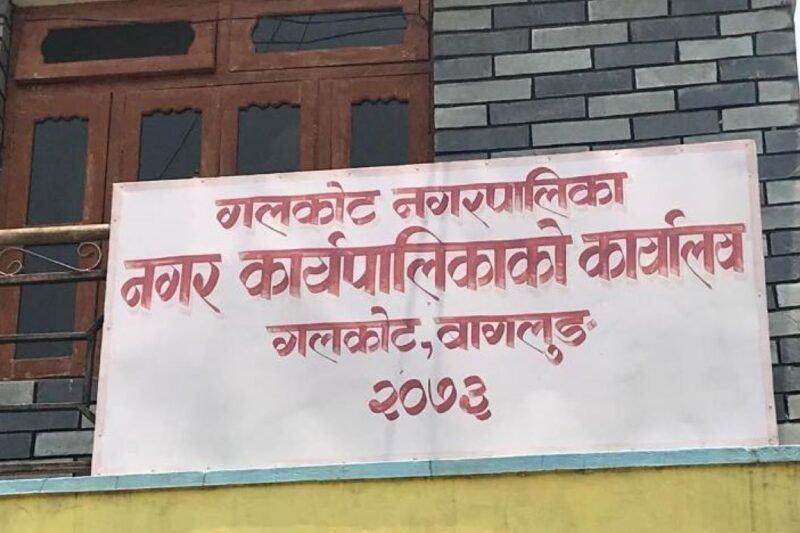 गलकोट नगरपालिका
नगर कार्यपालिकाको कार्यालय
गलकोट, बागलुङ
२०७३